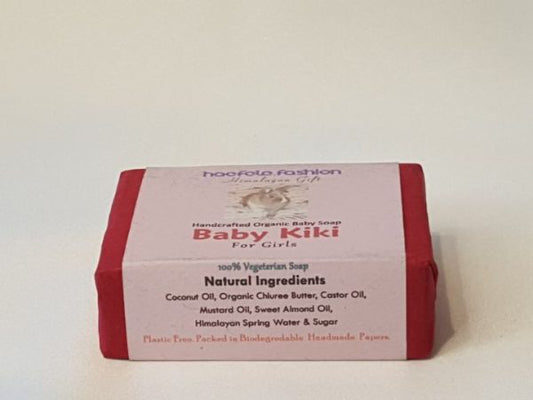 haefolo.fashion
Himalayan Gift
Handcrafted Organic Baby Soap
Baby Kiki
For Girls
100% Vegeterian Soap
Natural Ingredients
Coconut Oil, Organic Chiuree Butter, Castor Oil,
Mustard Oil, Sweet Almond Oil,
Himalayan Spring Water & Sugar
Plastic Free. Packed in Biodegradable Handmade Papers.